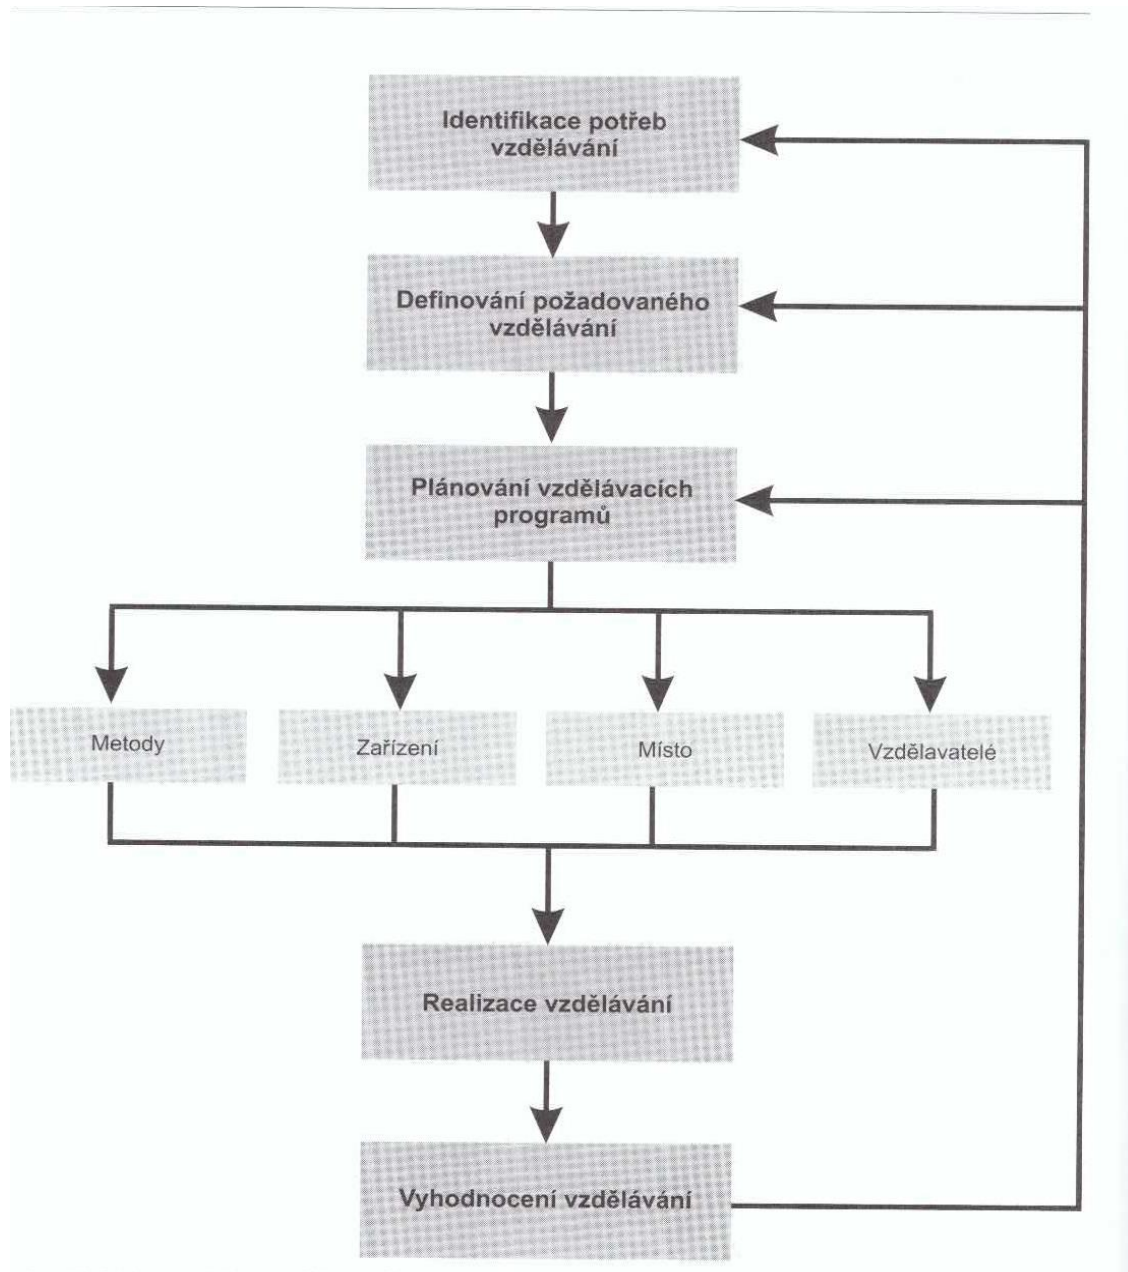 Identifikace potřeb
vzdělávání
Definování požadovaného
vzdělávání
Plánování vzdělávacích
programů
Metody
Zařízení
Místo
Vzdělavatelé
Realizace vzdělávání
Vyhodnocení vzdělávání